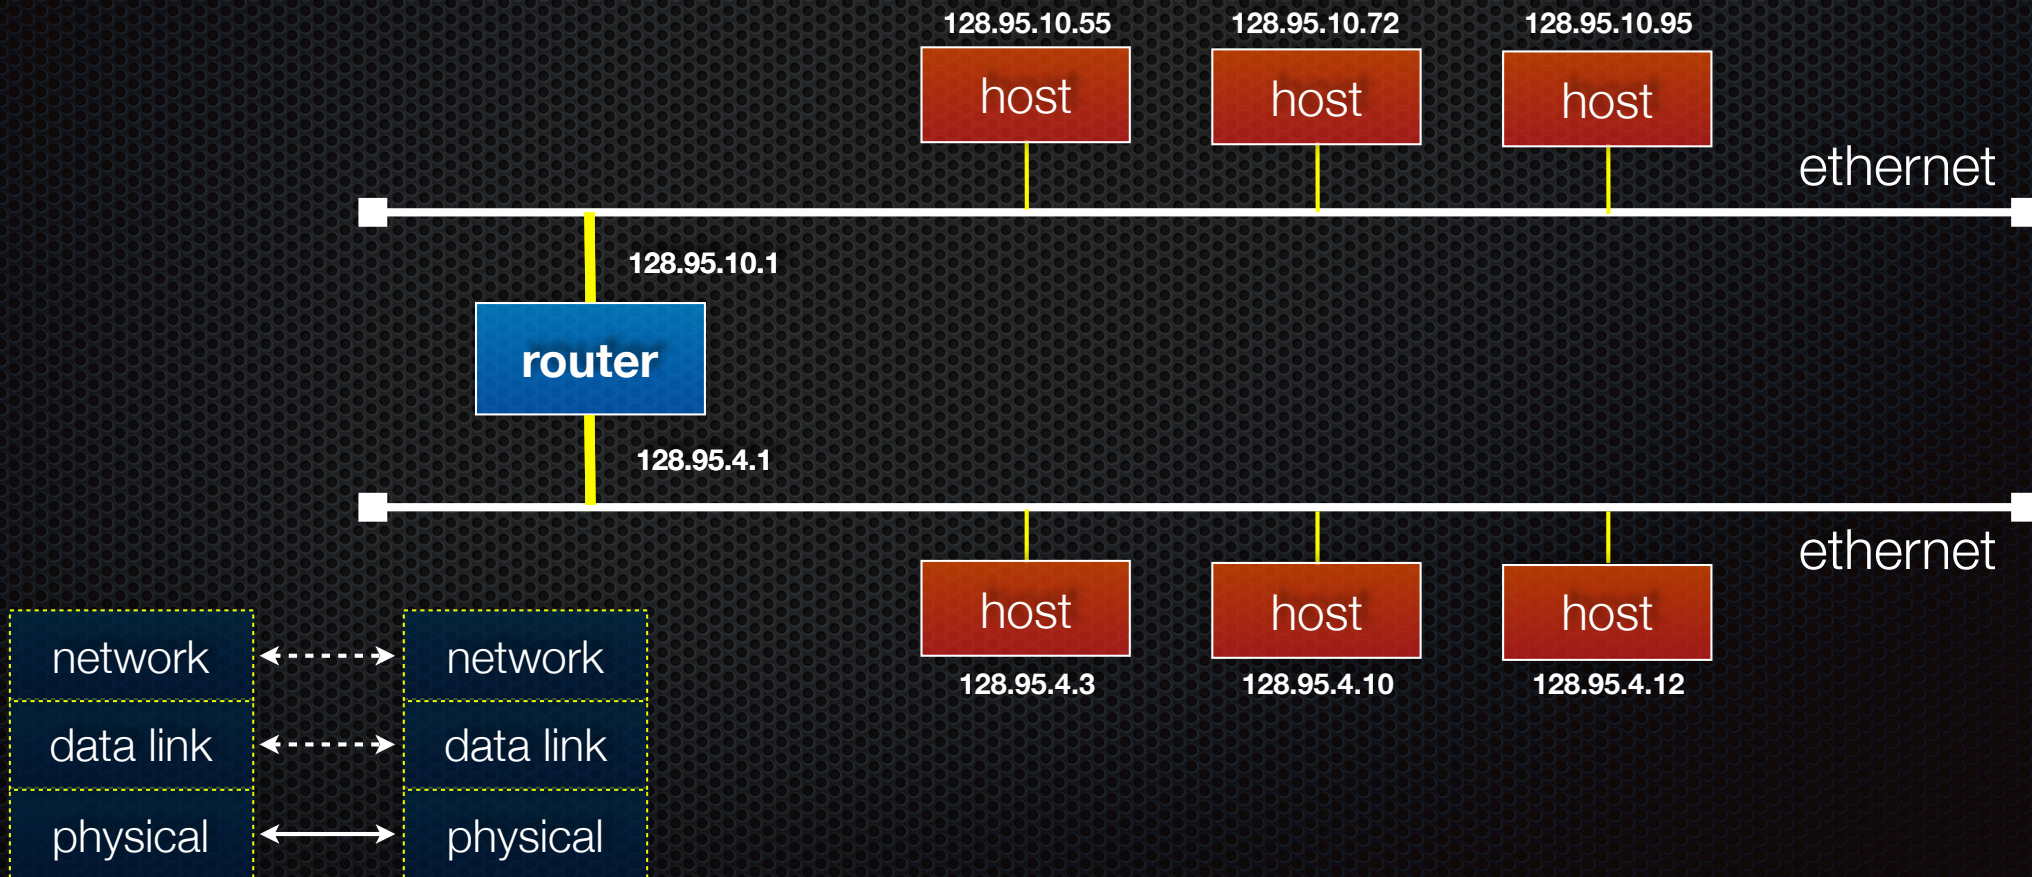 128.95.10.55 128.95.10.72 128.95.10.95
host host host
ethernet
128.95.10.1
router
128.95.4.1
ethernet
host host host
128.95.4.3 128.95.4.10 128.95.4.12
network network
data link data link
physical physical